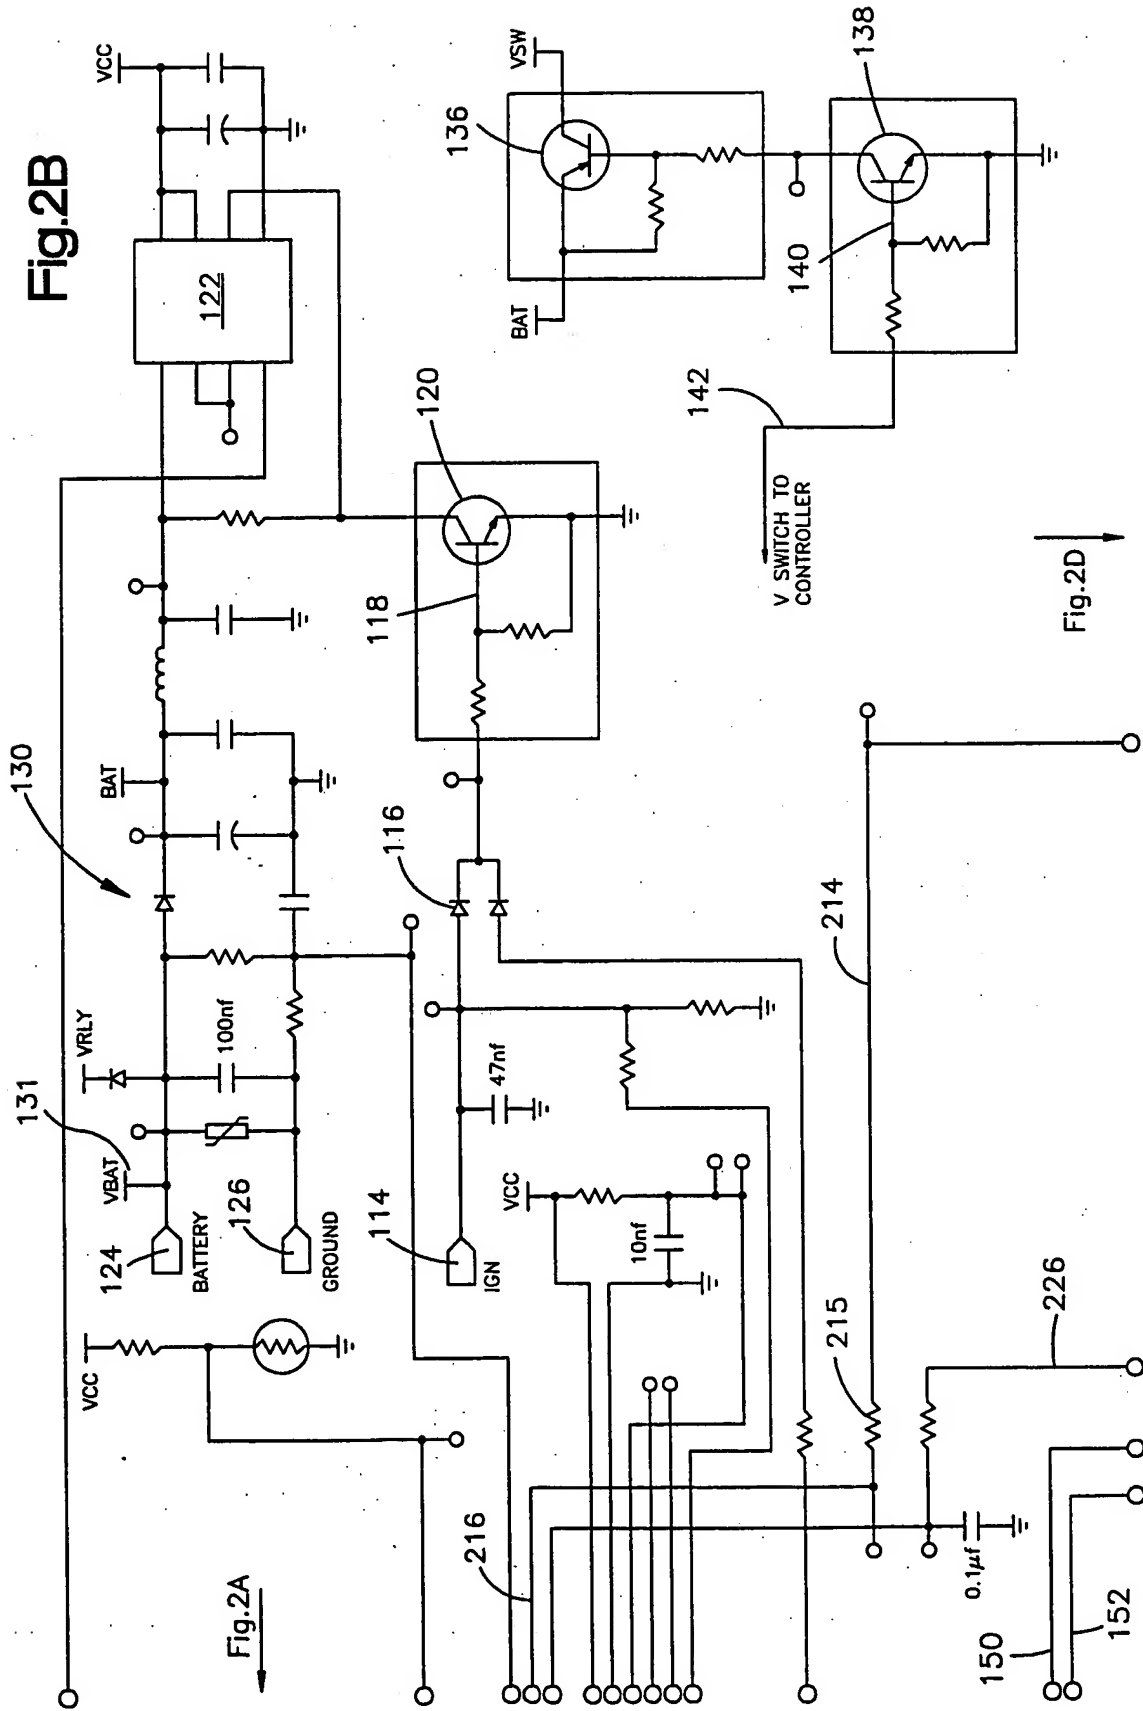 Fig.2B
VCC
122
VSW
136
138
BAT
140
142
V SWITCH TO
CONTROLLER
Fig.2D
120
118
116
130
BAT
VRLY
131
VBAT
100nf
124
BATTERY
126
GROUND
114
IGN
47nf
VCC
VCC
10nf
214
215
226
216
Fig.2A
0.1µf
150
152